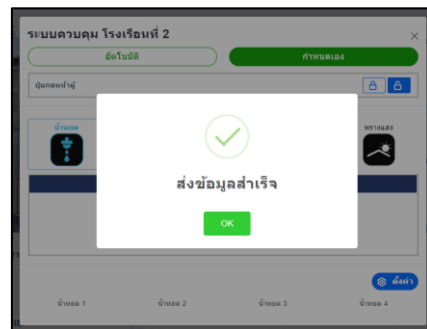 ระบบควบคุม โรงเรือนที่ 2
อัตโนมัติ กำหนดเอง
ปุ่มกดหน้าตู้
น้ำหยด พรางแสง
ส่งข้อมูลสำเร็จ
OK
ตั้งค่า
น้ำหยด 1 น้ำหยด 2 น้ำหยด 3 น้ำหยด 4